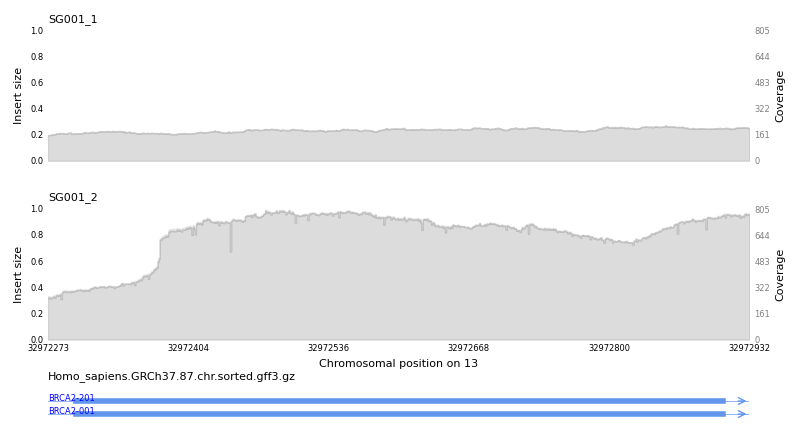 SG001_1
1.0
0.8
0.6
0.4
0.2
0.0
Insert size
805
644
483
322
161
0
Coverage
SG001_2
1.0
0.8
0.6
0.4
0.2
0.0
Insert size
805
644
483
322
161
0
Coverage
32972273 32972404 32972536 32972668 32972800 32972932
Chromosomal position on 13
Homo_sapiens.GRCh37.87.chr.sorted.gff3.gz
BRCA2-201
BRCA2-001